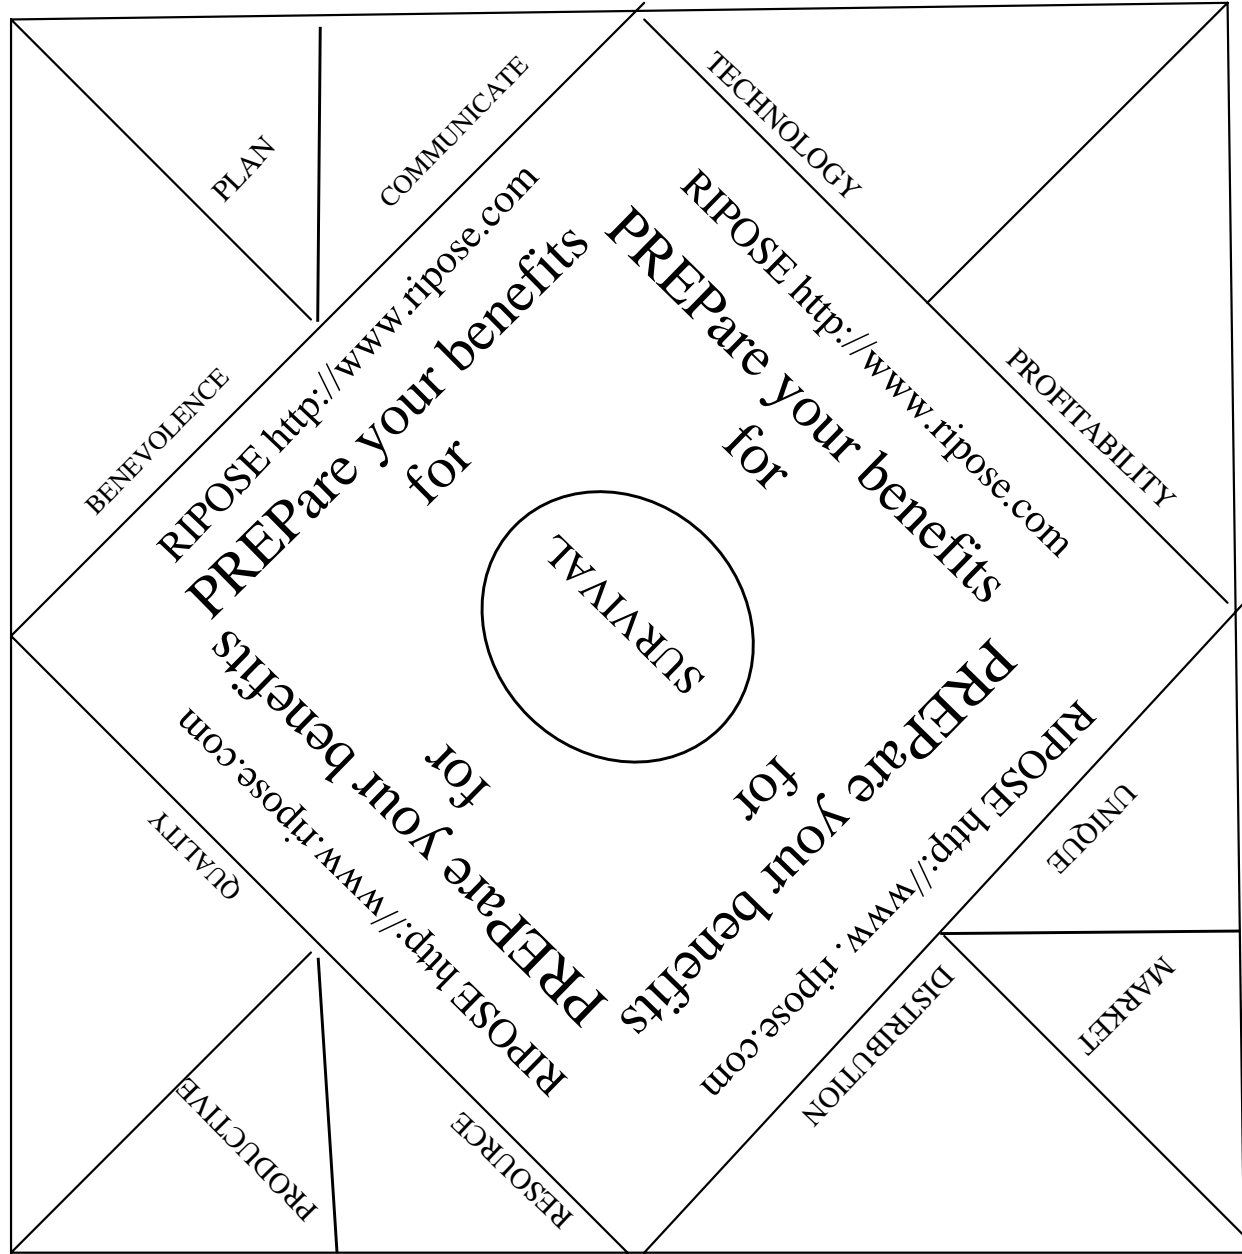 PLAN
COMMUNICATE
BENEVOLENCE
RIPOSE http://www.ripose.com
PREPare your benefits
for
TECHNOLOGY
PROFITABILITY
RIPOSE http://www.ripose.com
PREPare your benefits
for
SURVIVAL
PREPare your benefits
for
RIPOSE http://www.ripose.com
QUALITY
PRODUCTIVE
RESOURCE
PREPare your benefits
for
RIPOSE http://www. ripose.com
UNIQUE
MARKET
DISTRIBUTION